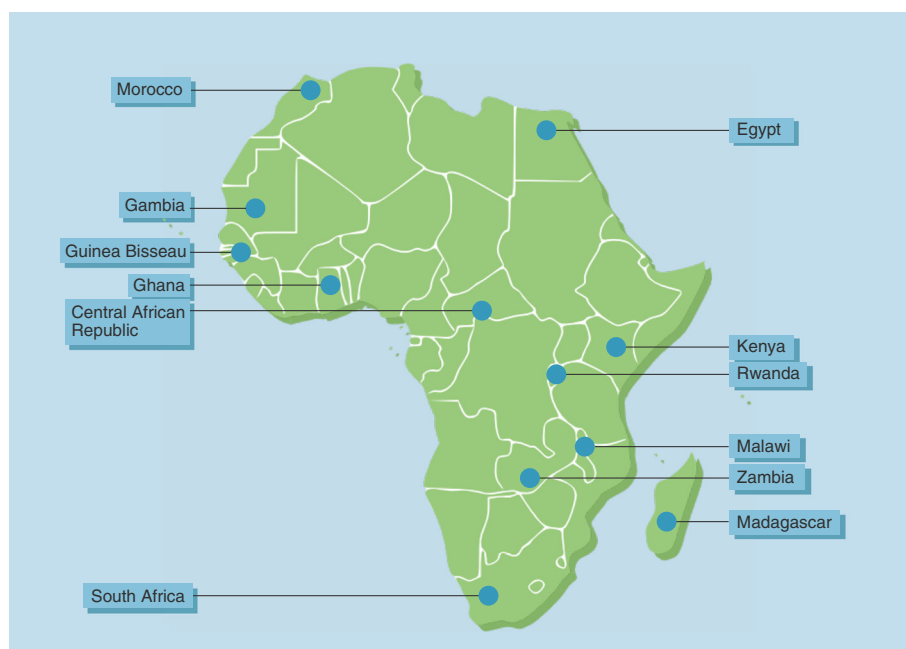 Morocco
Egypt
Gambia
Guinea Bisseau
Ghana
Central African
Republic
Kenya
Rwanda
Malawi
Zambia
Madagascar
South Africa